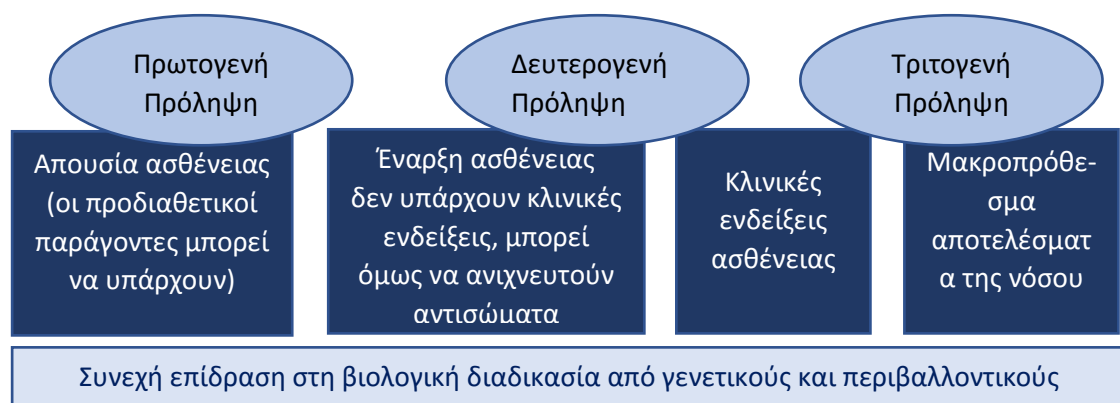 Πρωτογενή
Πρόληψη
Δευτερογενή
Πρόληψη
Τριτογενή
Πρόληψη
Απουσία ασθένειας
(οι προδιαθετικοί
παράγοντες μπορεί
να υπάρχουν)
Έναρξη ασθένειας
δεν υπάρχουν κλινικές
ενδείξεις, μπορεί
όμως να ανιχνευτούν
αντισώματα
Κλινικές
ενδείξεις
ασθένειας
Μακροπρόθε-
σμα
αποτελέσματ
α της νόσου
Συνεχή επίδραση στη βιολογική διαδικασία από γενετικούς και περιβαλλοντικούς